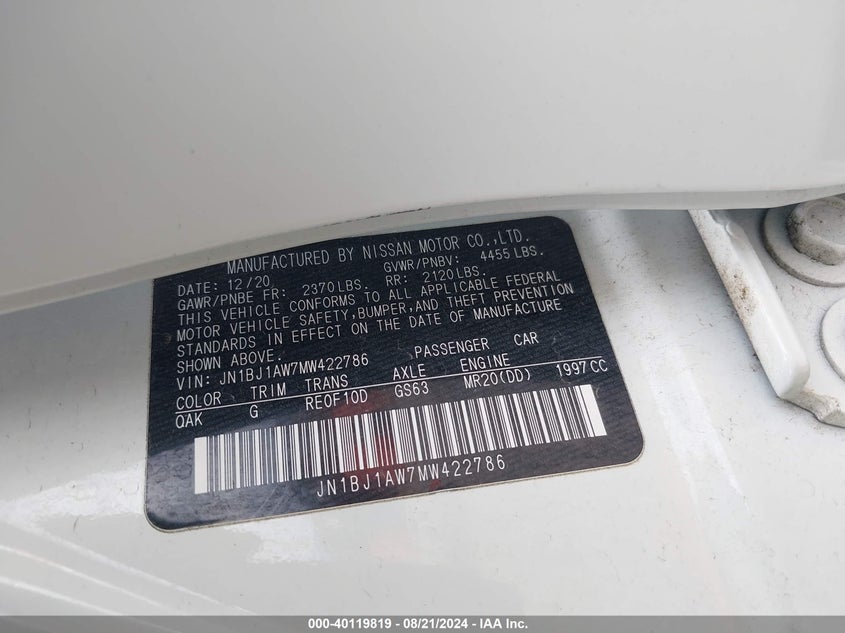 MANUFACTURED BY NISSAN MOTOR CO.,LTD.
DATE: 12/20 GVWR/PNBV: 4455 LBS.
GAWR/PNBE FR: 2370 LBS. RR: 2120 LBS.
THIS VEHICLE CONFORMS TO ALL APPLICABLE FEDERAL
MOTOR VEHICLE SAFETY, BUMPER, AND THEFT PREVENTION
STANDARDS IN EFFECT ON THE DATE OF MANUFACTURE
SHOWN ABOVE.
VIN: JN1BJ1AW7MW422786 PASSENGER CAR
COLOR TRIM TRANS AXLE ENGINE
QAK G RE0F10D GS63 MR20(DD) 1997CC
JN1BJ1AW7MW422786
000-40119819 - 08/21/2024 - IAA Inc.